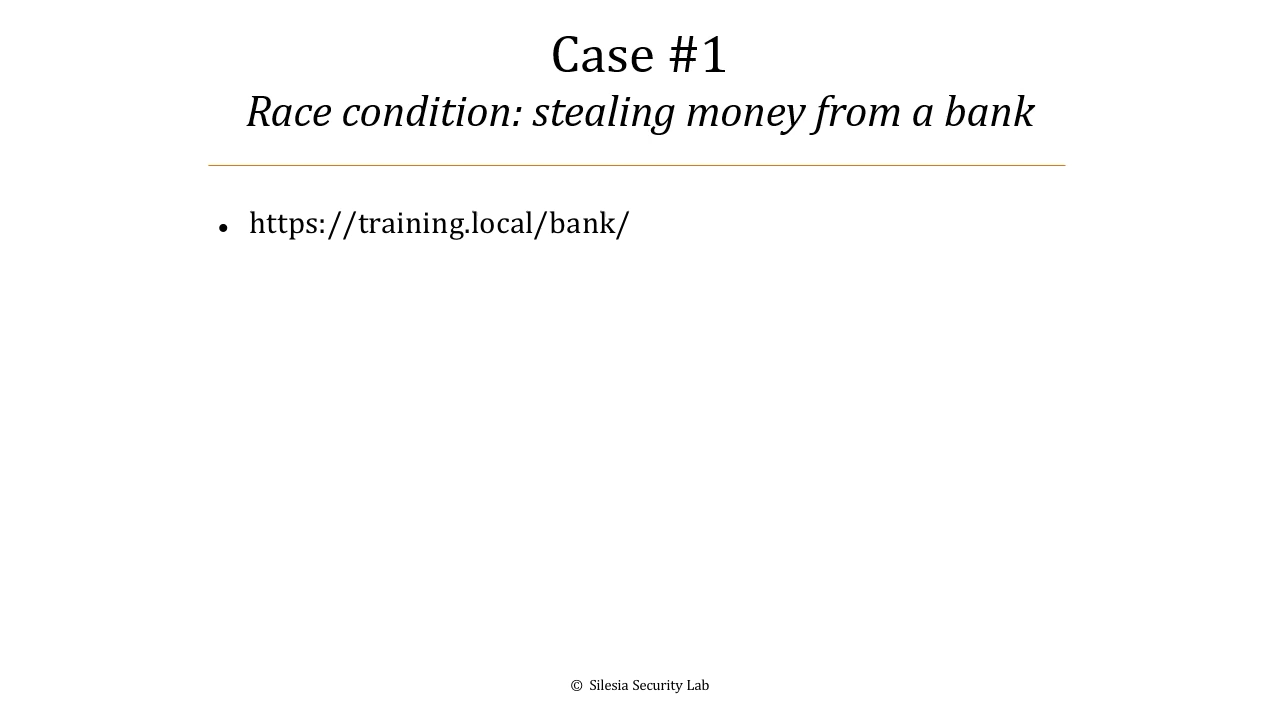 Case #1
Race condition: stealing money from a bank
• https://training.local/bank/
© Silesia Security Lab